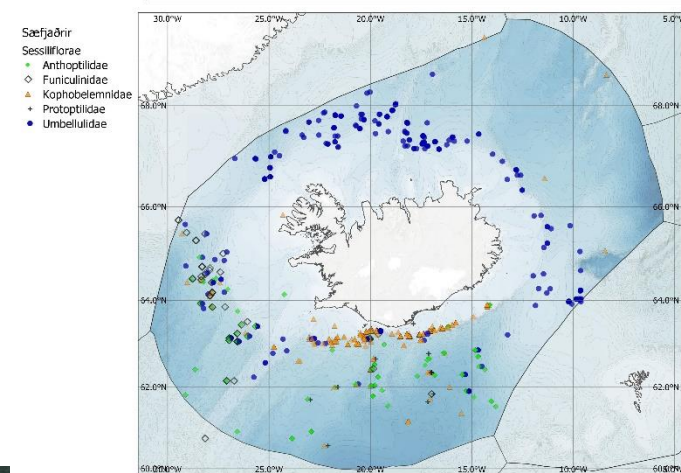 Sæfjaðrir
Sessiliflorae
Anthoptilidae
Funiculinidae
Kophobelemnidae
Protoptilidae
Umbellulidae
30.0°W 25.0°W 20.0°W 15.0°W 10.0°W 5.0°W
68.0°N 68.0°N
66.0°N 66.0°N
64.0°N 64.0°N
62.0°N 62.0°N
60.0°N 25.0°W 20.0°W 15.0°W 10.0°W